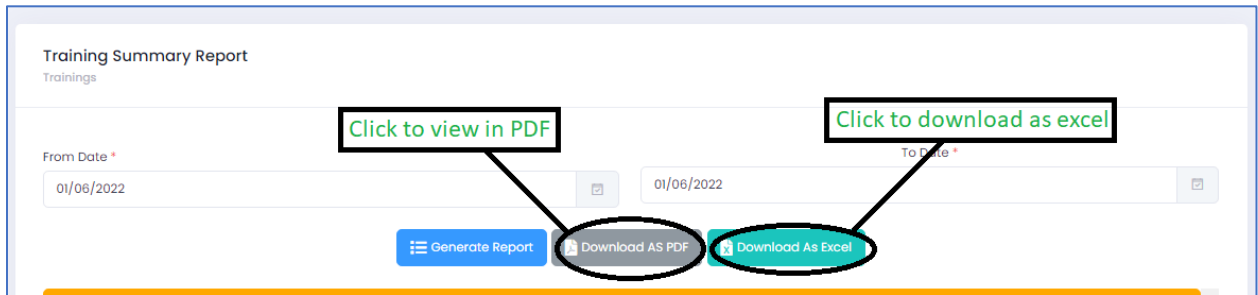 Training Summary Report
Trainings
Click to view in PDF
Click to download as excel
From Date *
To Date *
01/06/2022
01/06/2022
Generate Report
Download AS PDF
Download As Excel